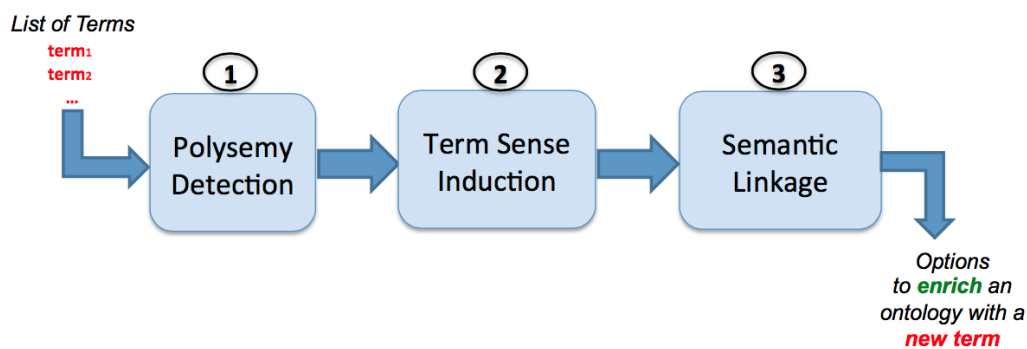 List of Terms
term1
term2
...
1
Polysemy
Detection
2
Term Sense
Induction
3
Semantic
Linkage
Options
to enrich an
ontology with a
new term